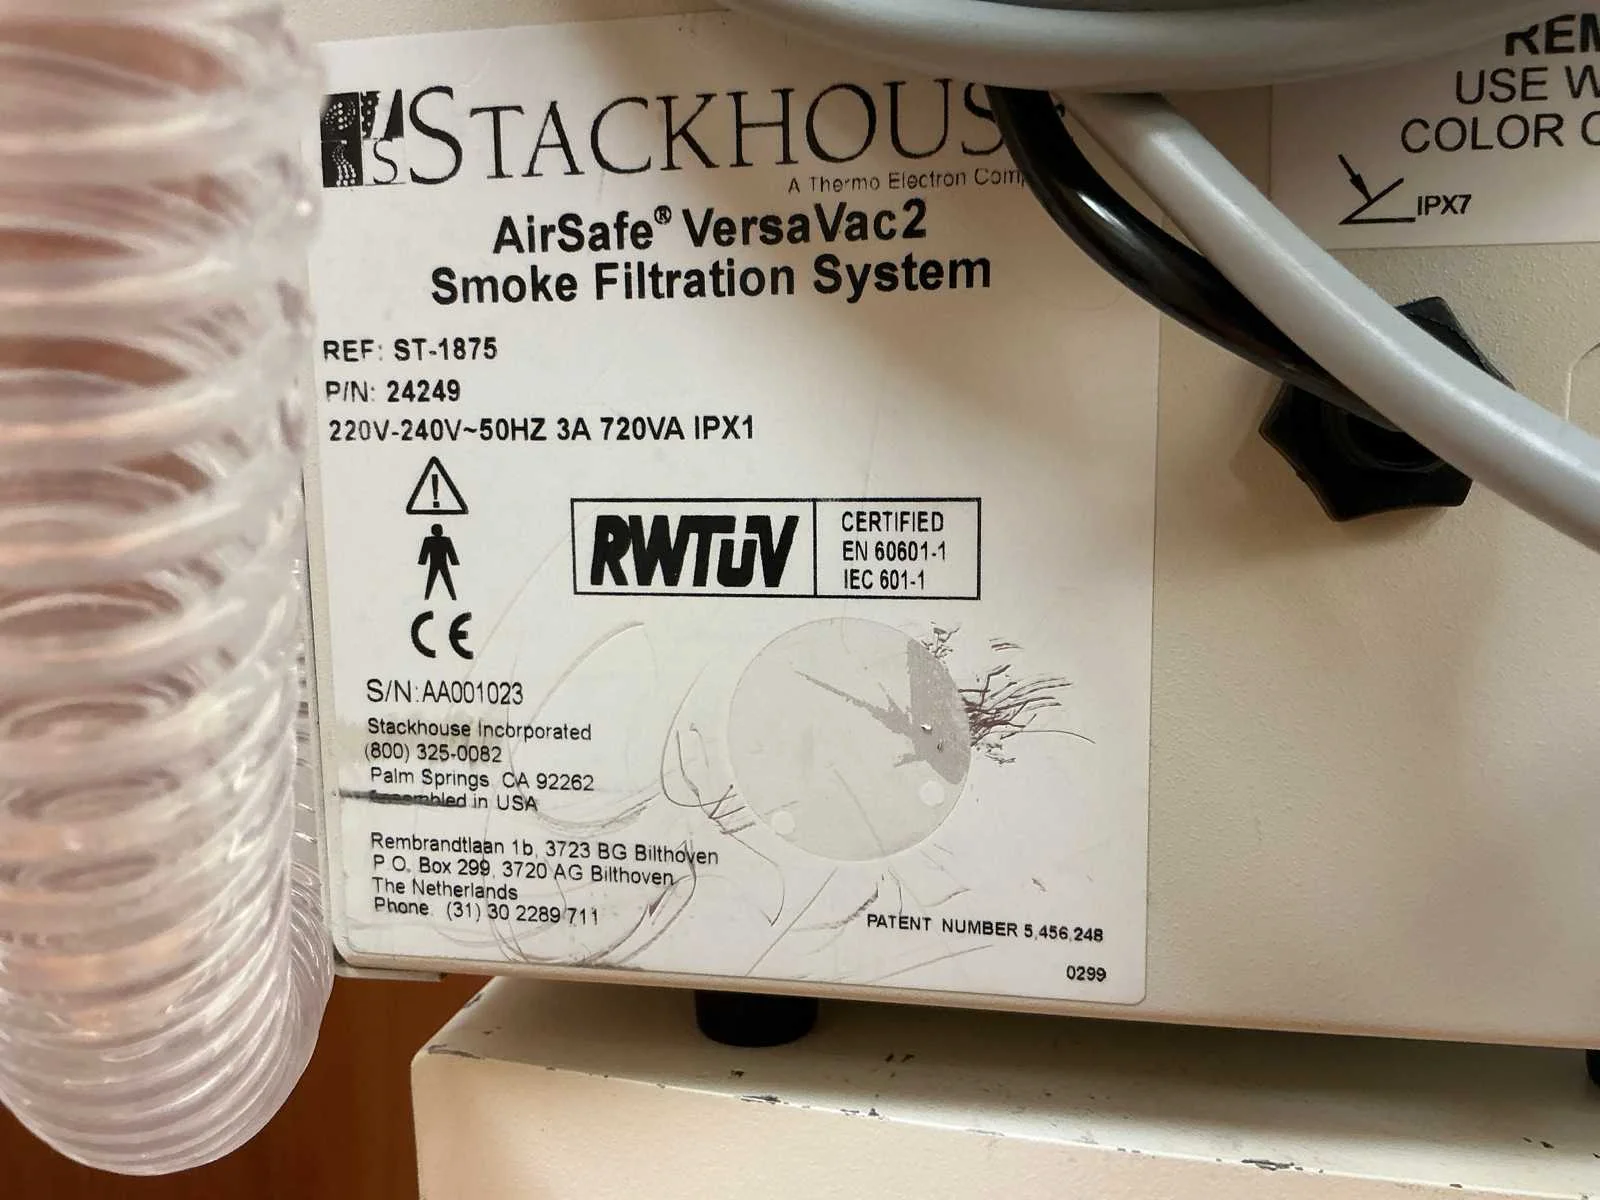 STACKHOUS
A Thermo Electron Com
AirSafe® VersaVac2
Smoke Filtration System
REF: ST-1875
P/N: 24249
220V-240V~50HZ 3A 720VA IPX1
RWTÜV
CERTIFIED
EN 60601-1
IEC 601-1
CE
S/N:AA001023
Stackhouse Incorporated
(800) 325-0082
Palm Springs, CA 92262
Assembled in USA
Rembrandtlaan 1b, 3723 BG Bilthoven
P.O. Box 299, 3720 AG Bilthoven
The Netherlands
Phone: (31) 30 2289 711
PATENT NUMBER 5,456,248
0299
REM
USE W
COLOR C
IPX7